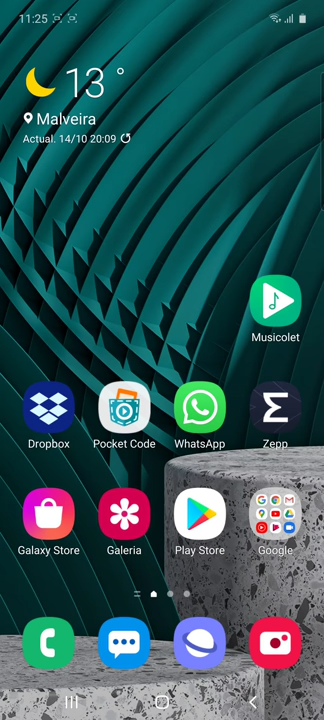 11:25
13°
Malveira
Actual. 14/10 20:09
Musicolet
Dropbox
Pocket Code
WhatsApp
Zepp
Galaxy Store
Galeria
Play Store
Google